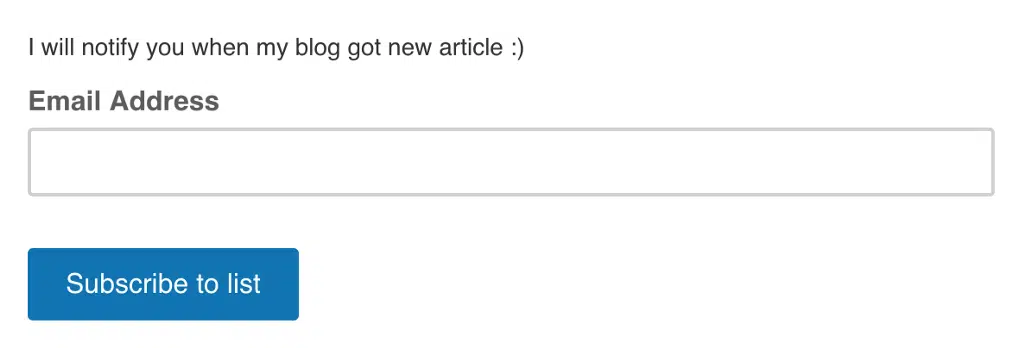 I will notify you when my blog got new article :)
Email Address
Subscribe to list